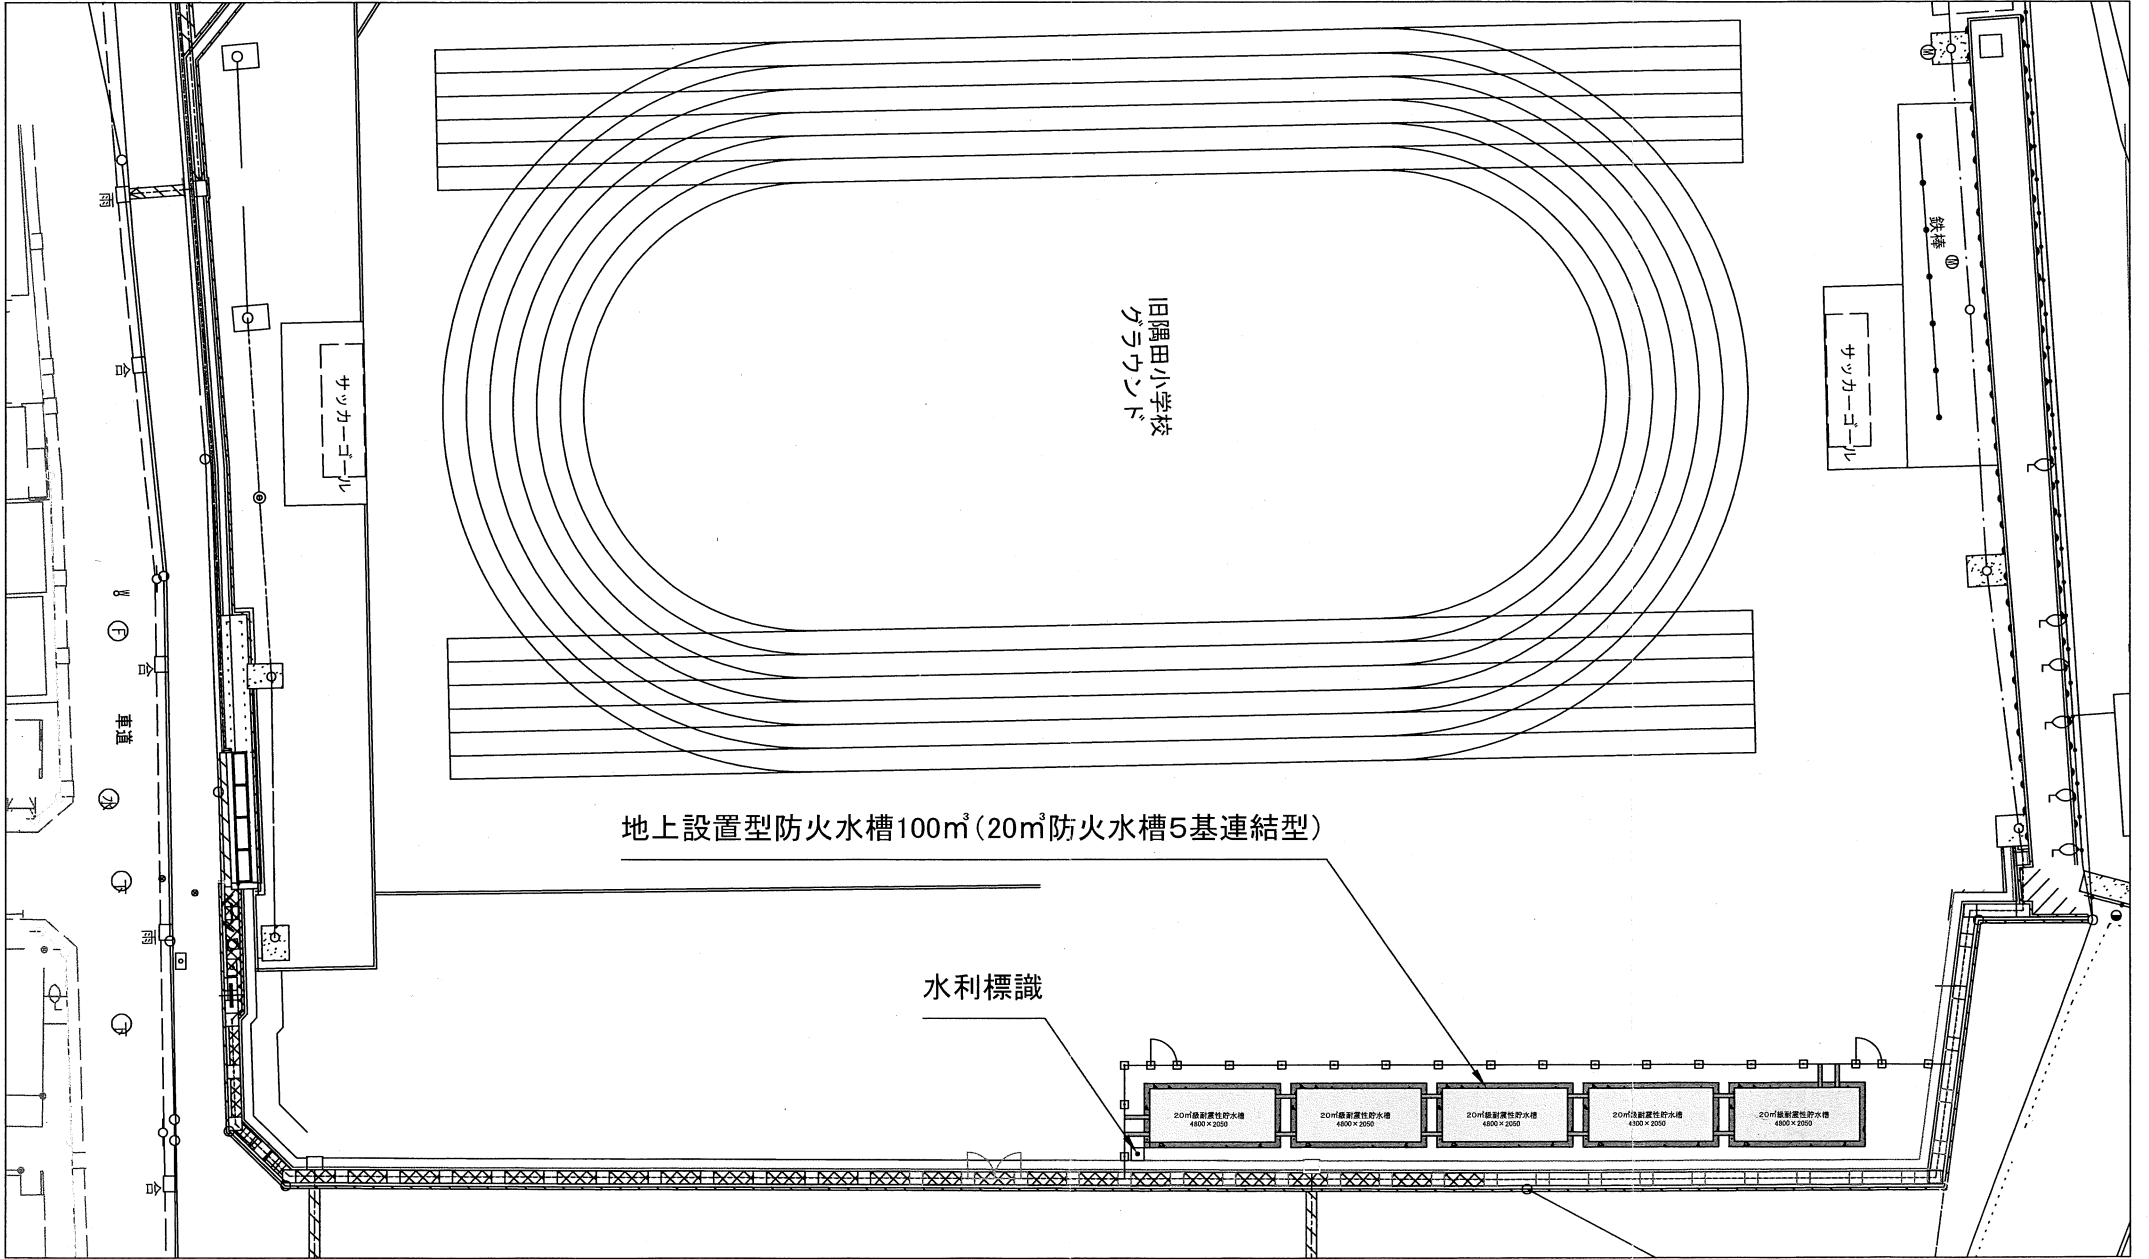 旧隅田小学校
グラウンド
サッカーゴール
サッカーゴール
鉄棒
Ⓜ
Ⓜ
雨
合
合
Ⓕ
車道
水
下
雨
下
合
地上設置型防火水槽100㎥(20㎥防火水槽5基連結型)
水利標識
20㎥級耐震性貯水槽
4800×2050
20㎥級耐震性貯水槽
4800×2050
20㎥級耐震性貯水槽
4800×2050
20㎥級耐震性貯水槽
4800×2050
20㎥級耐震性貯水槽
4800×2050